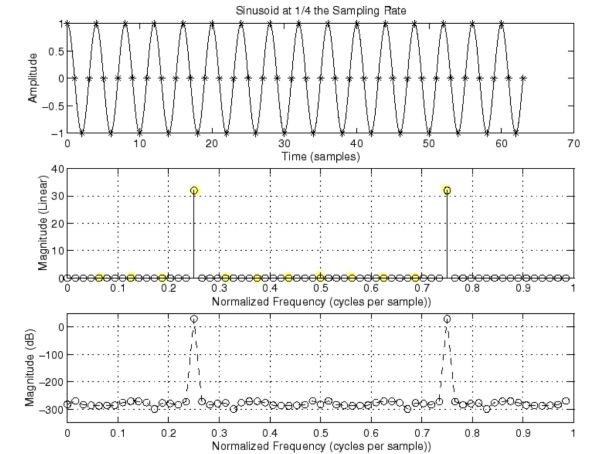 Sinusoid at 1/4 the Sampling Rate
Amplitude
1
0.5
0
−0.5
−1
0 10 20 30 40 50 60 70
Time (samples)
Magnitude (Linear)
40
30
20
10
0
0 0.1 0.2 0.3 0.4 0.5 0.6 0.7 0.8 0.9 1
Normalized Frequency (cycles per sample))
Magnitude (dB)
0
−100
−200
−300
0 0.1 0.2 0.3 0.4 0.5 0.6 0.7 0.8 0.9 1
Normalized Frequency (cycles per sample))